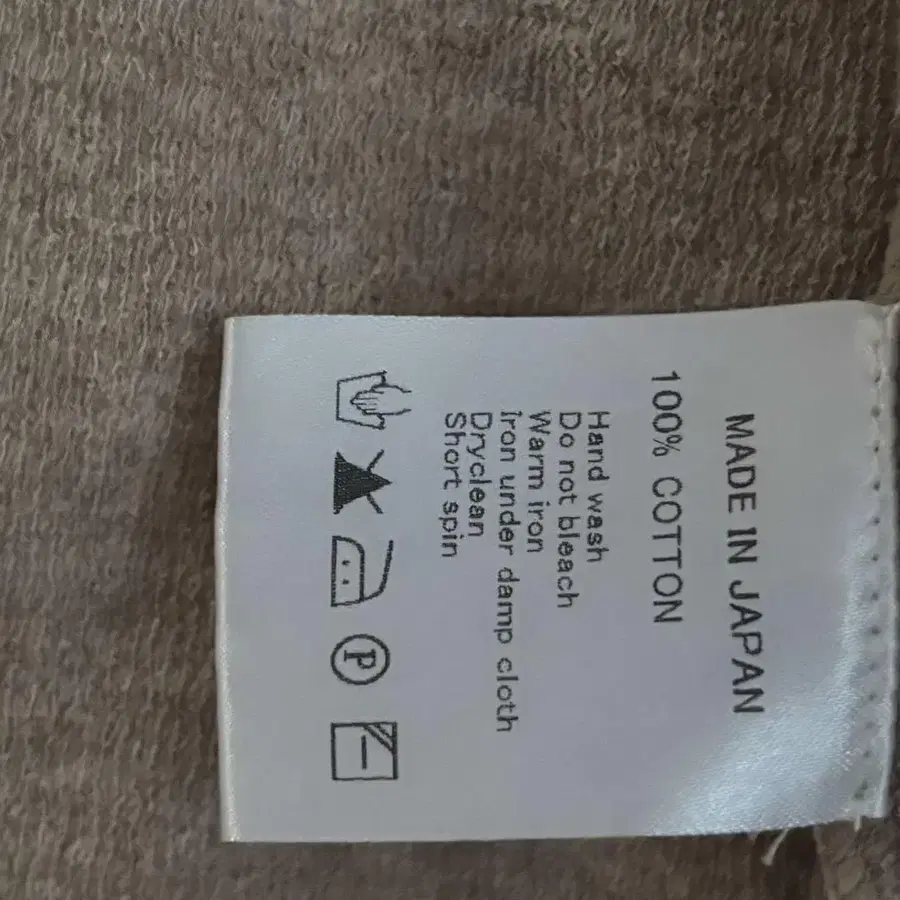 MADE IN JAPAN
100% COTTON
Hand wash
Do not bleach
Warm iron
Iron under damp cloth
Dryclean
Short spin
P